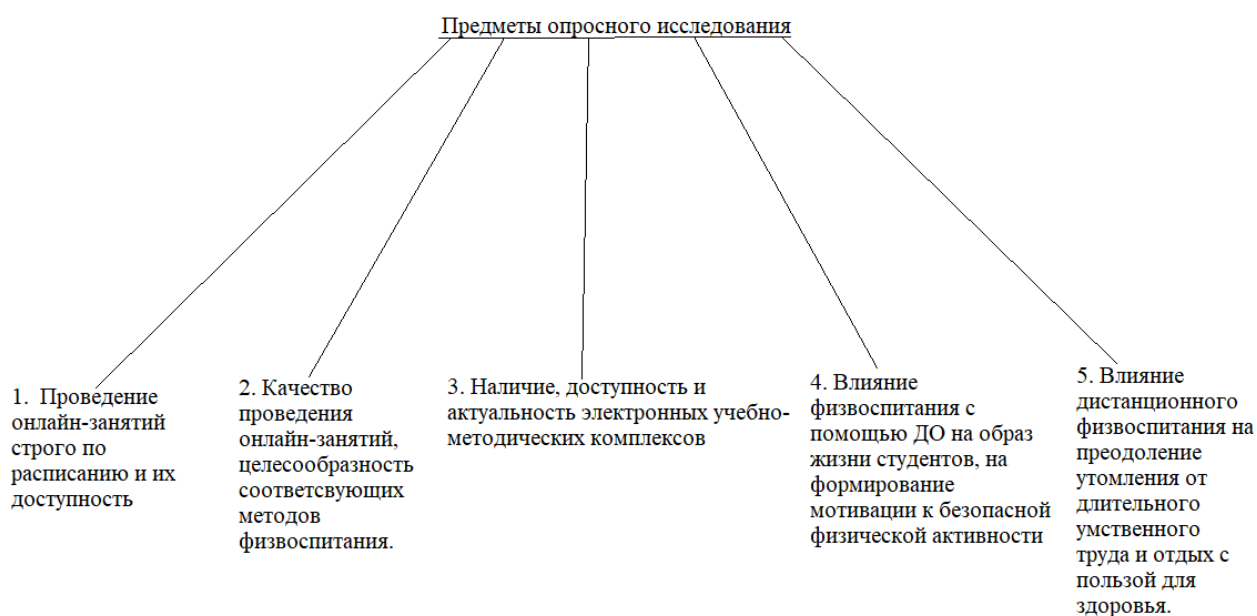 Предметы опросного исследования
1. Проведение
онлайн-занятий
строго по
расписанию и их
доступность
2. Качество
проведения
онлайн-занятий,
целесообразность
соответсвующих
методов
физвоспитания.
3. Наличие, доступность и
актуальность электронных учебно-
методических комплексов
4. Влияние
физвоспитания с
помощью ДО на образ
жизни студентов, на
формирование
мотивации к безопасной
физической активности
5. Влияние
дистанционного
физвоспитания на
преодоление
утомления от
длительного
умственного
труда и отдых с
пользой для
здоровья.